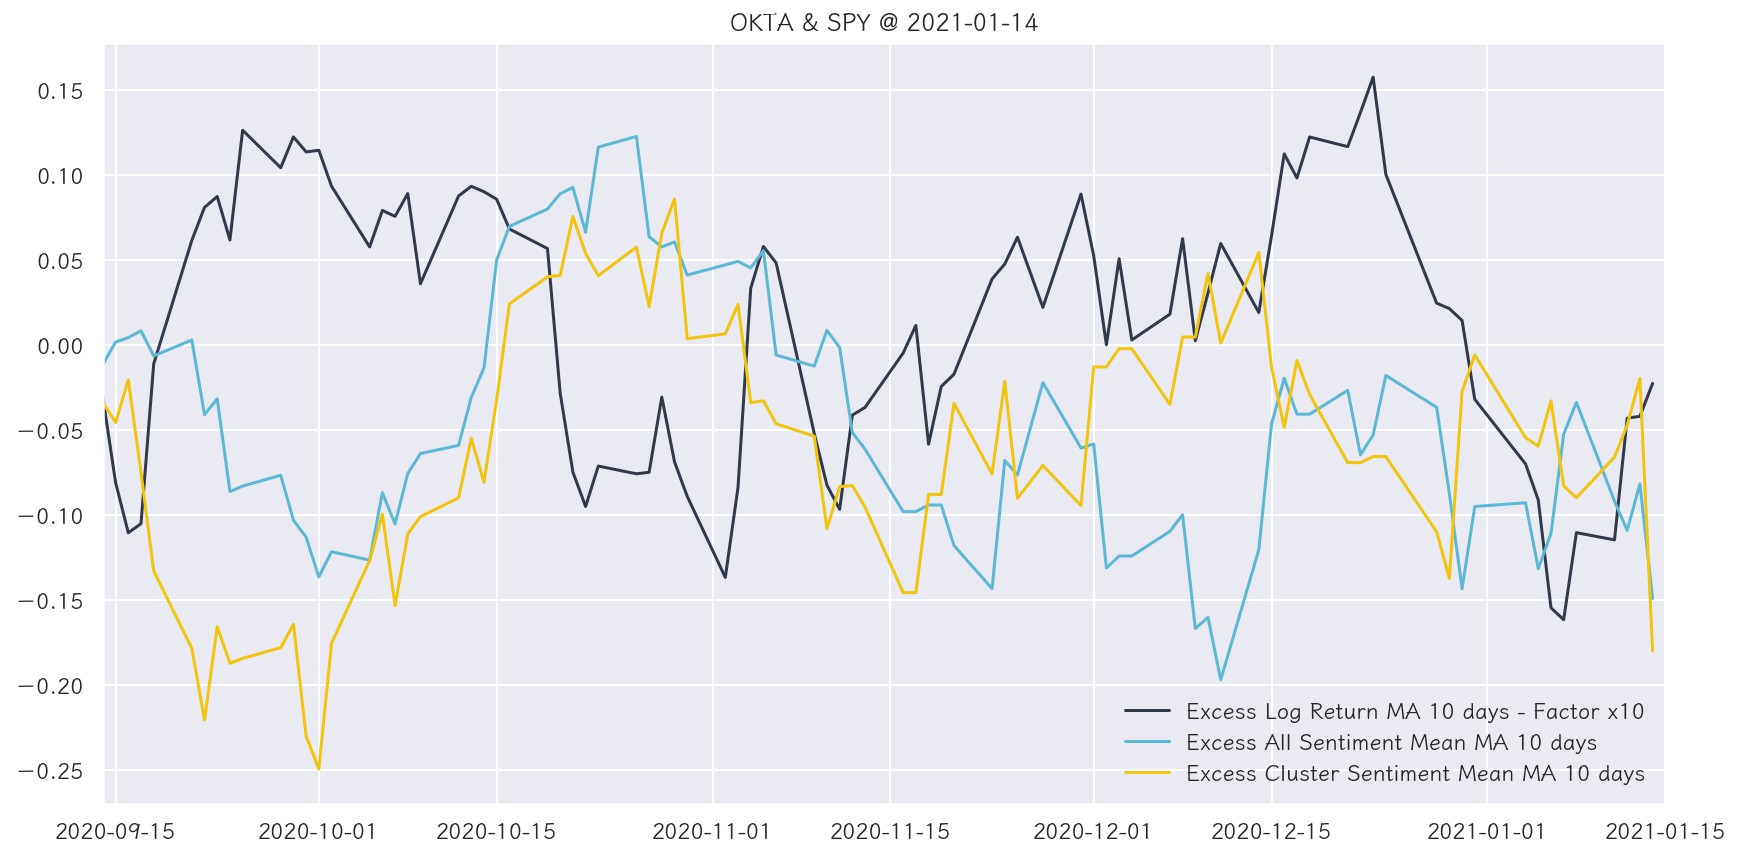 OKTA & SPY @ 2021-01-14
0.15
0.10
0.05
0.00
−0.05
−0.10
−0.15
−0.20
−0.25
Excess Log Return MA 10 days - Factor x10
Excess All Sentiment Mean MA 10 days
Excess Cluster Sentiment Mean MA 10 days
2020-09-15 2020-10-01 2020-10-15 2020-11-01 2020-11-15 2020-12-01 2020-12-15 2021-01-01 2021-01-15